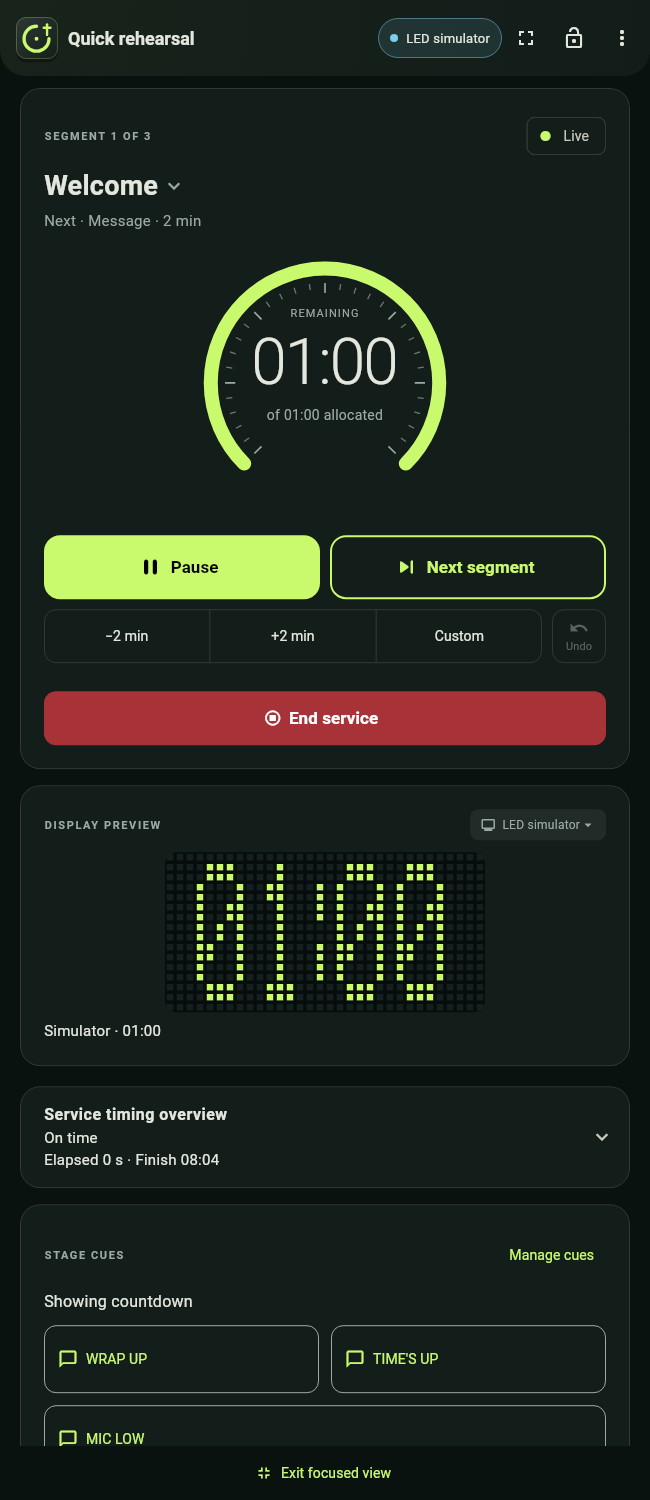 Quick rehearsal
LED simulator
SEGMENT 1 OF 3
Live
Welcome
Next · Message · 2 min
REMAINING
01:00
of 01:00 allocated
Pause
Next segment
−2 min
+2 min
Custom
Undo
End service
DISPLAY PREVIEW
LED simulator
01:00
Simulator · 01:00
Service timing overview
On time
Elapsed 0 s · Finish 08:04
STAGE CUES
Manage cues
Showing countdown
WRAP UP
TIME'S UP
MIC LOW
Exit focused view